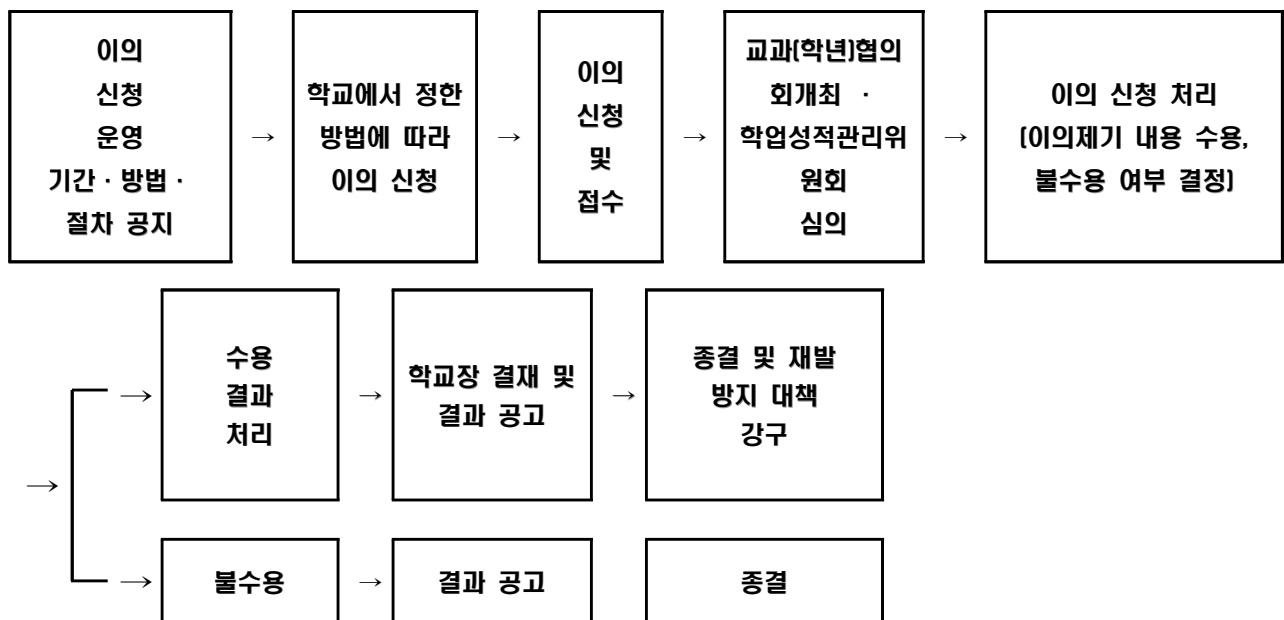 이의
신청
운영
기간 · 방법 ·
절차 공지
→
학교에서 정한
방법에 따라
이의 신청
→
이의
신청
및
접수
→
교과(학년)협의
회개최 ·
학업성적관리위
원회
심의
→
이의 신청 처리
(이의제기 내용 수용,
불수용 여부 결정)
→
→
수용
결과
처리
→
학교장 결재 및
결과 공고
→
종결 및 재발
방지 대책
강구
→
불수용
→
결과 공고
종결